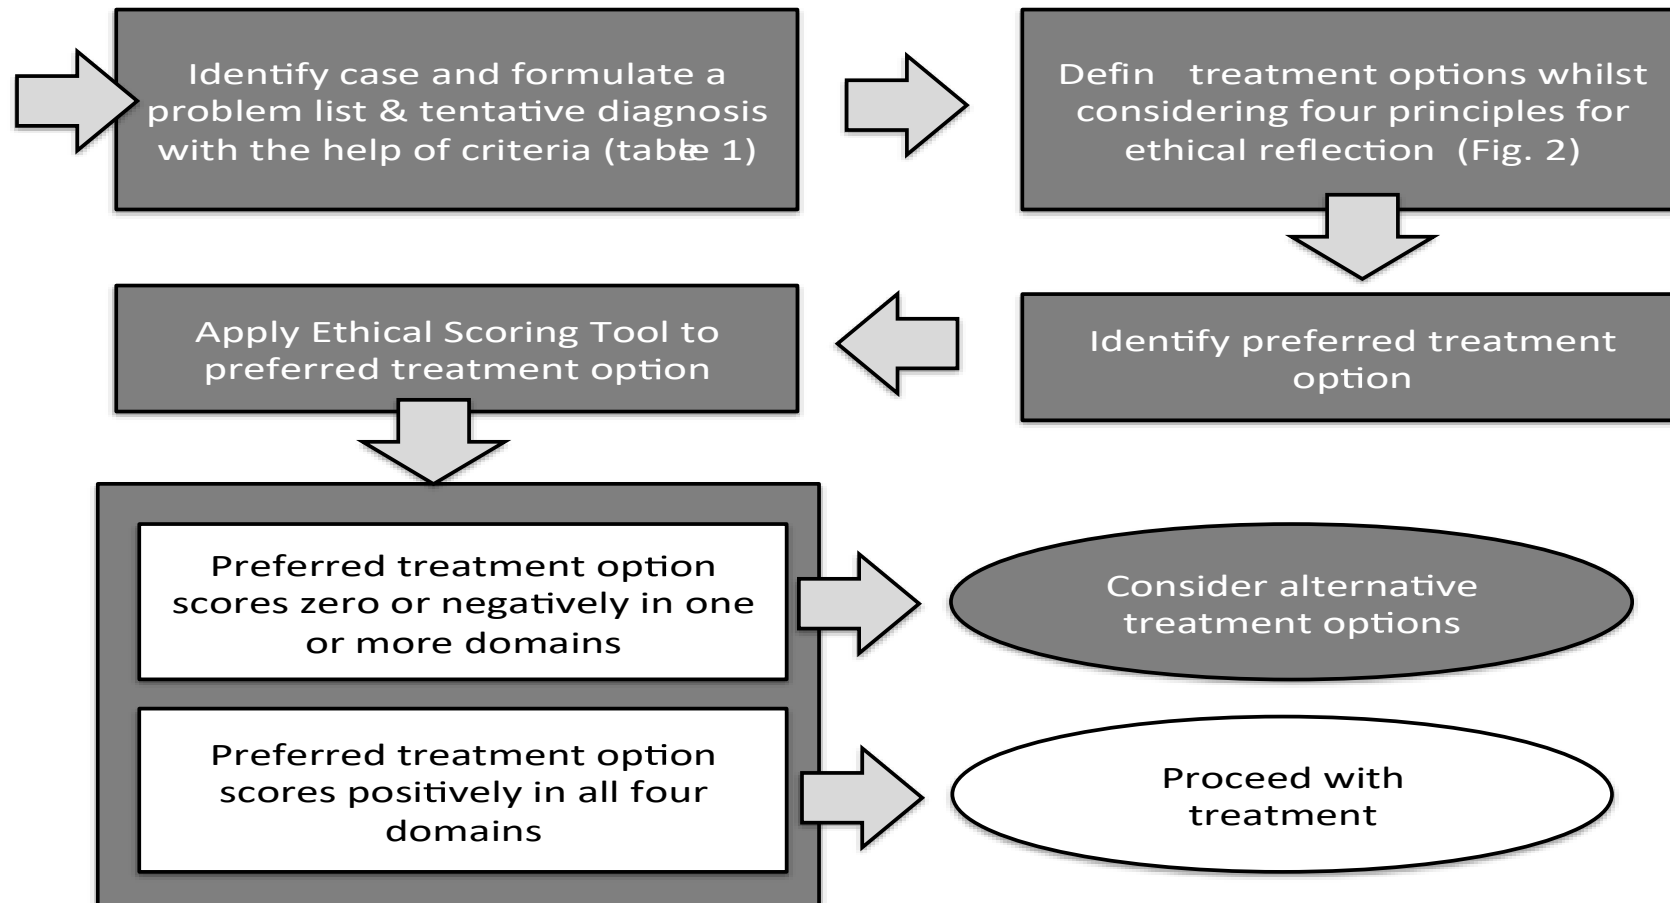 Identify case and formulate a
problem list & tentative diagnosis
with the help of criteria (table 1)
Defin treatment options whilst
considering four principles for
ethical reflection (Fig. 2)
Apply Ethical Scoring Tool to
preferred treatment option
Identify preferred treatment
option
Preferred treatment option
scores zero or negatively in one
or more domains
Consider alternative
treatment options
Preferred treatment option
scores positively in all four
domains
Proceed with
treatment